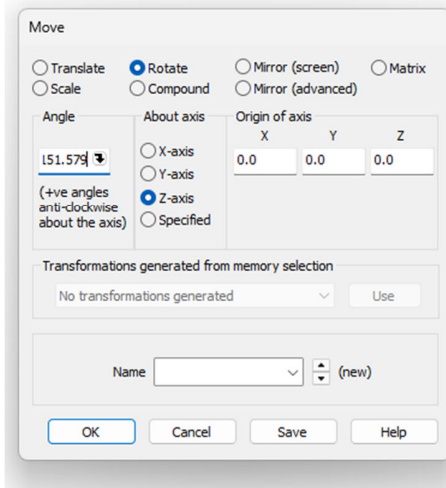 Move
Translate Rotate Mirror (screen) Matrix
Scale Compound Mirror (advanced)
Angle About axis Origin of axis
X Y Z
X-axis
151.579 0.0 0.0 0.0
Y-axis
(+ve angles
anti-clockwise
about the axis)
Z-axis
Specified
Transformations generated from memory selection
No transformations generated Use
Name (new)
OK Cancel Save Help